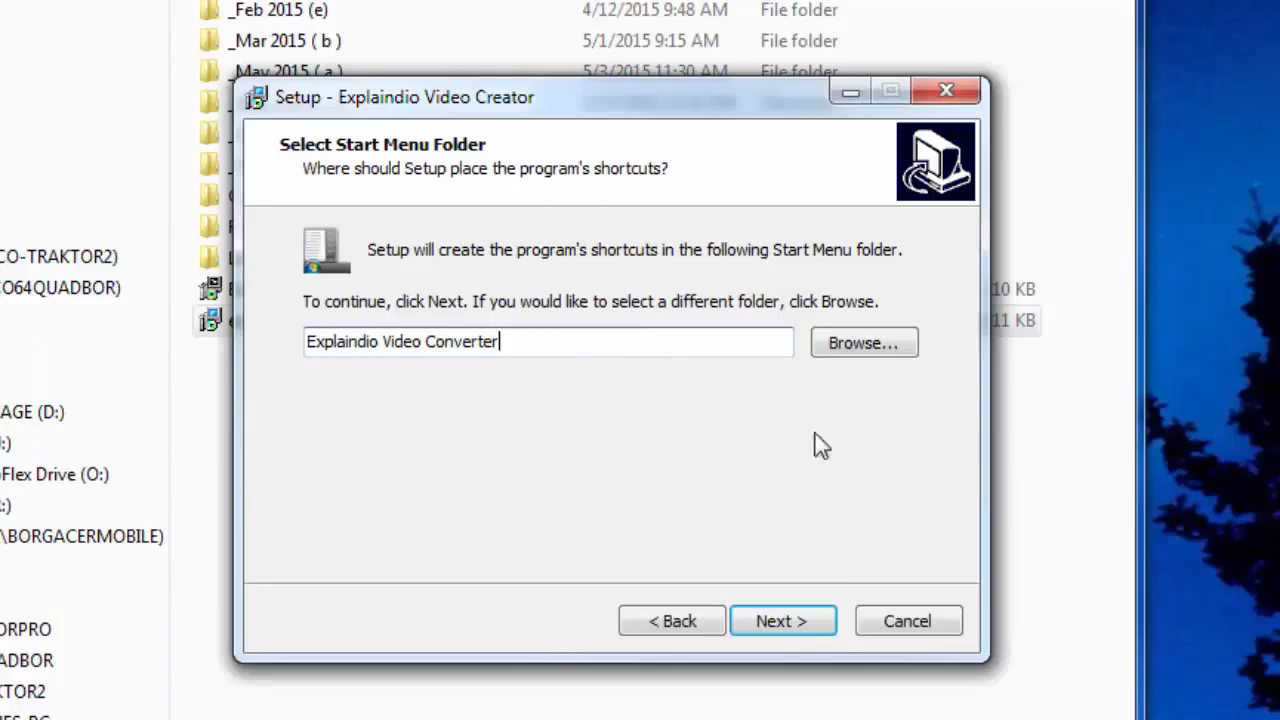 _Feb 2015 (e) 4/12/2015 9:48 AM File folder
_Mar 2015 ( b ) 5/1/2015 9:15 AM File folder
_May 2015 ( a ) 5/3/2015 11:30 AM File folder
Setup - Explaindio Video Creator
Select Start Menu Folder
Where should Setup place the program's shortcuts?
Setup will create the program's shortcuts in the following Start Menu folder.
To continue, click Next. If you would like to select a different folder, click Browse.
Explaindio Video Converter
Browse...
< Back Next > Cancel
CO-TRAKTOR2)
CO64QUADBOR)
10 KB
11 KB
AGE (D:)
:)
Flex Drive (O:)
:)
\BORGACERMOBILE)
ORPRO
ADBOR
KTOR2